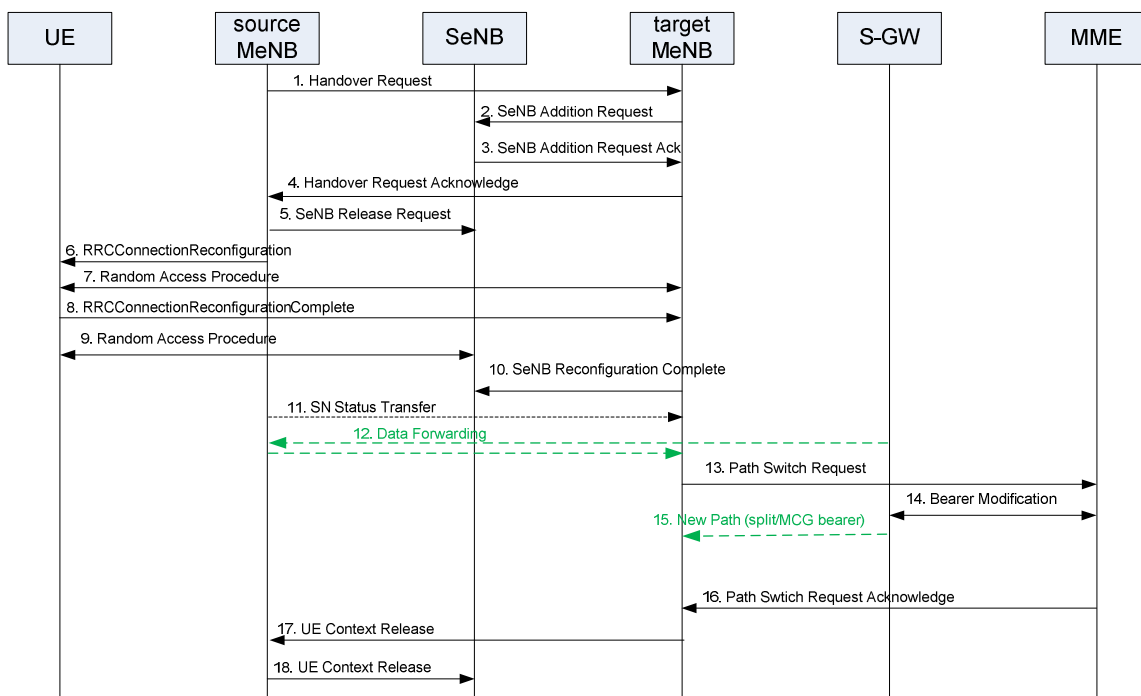 UE
source
MeNB
SeNB
target
MeNB
S-GW
MME
1. Handover Request
2. SeNB Addition Request
3. SeNB Addition Request Ack
4. Handover Request Acknowledge
5. SeNB Release Request
6. RRCConnectionReconfiguration
7. Random Access Procedure
8. RRCConnectionReconfigurationComplete
9. Random Access Procedure
10. SeNB Reconfiguration Complete
11. SN Status Transfer
12. Data Forwarding
13. Path Switch Request
14. Bearer Modification
15. New Path (split/MCG bearer)
16. Path Swtich Request Acknowledge
17. UE Context Release
18. UE Context Release